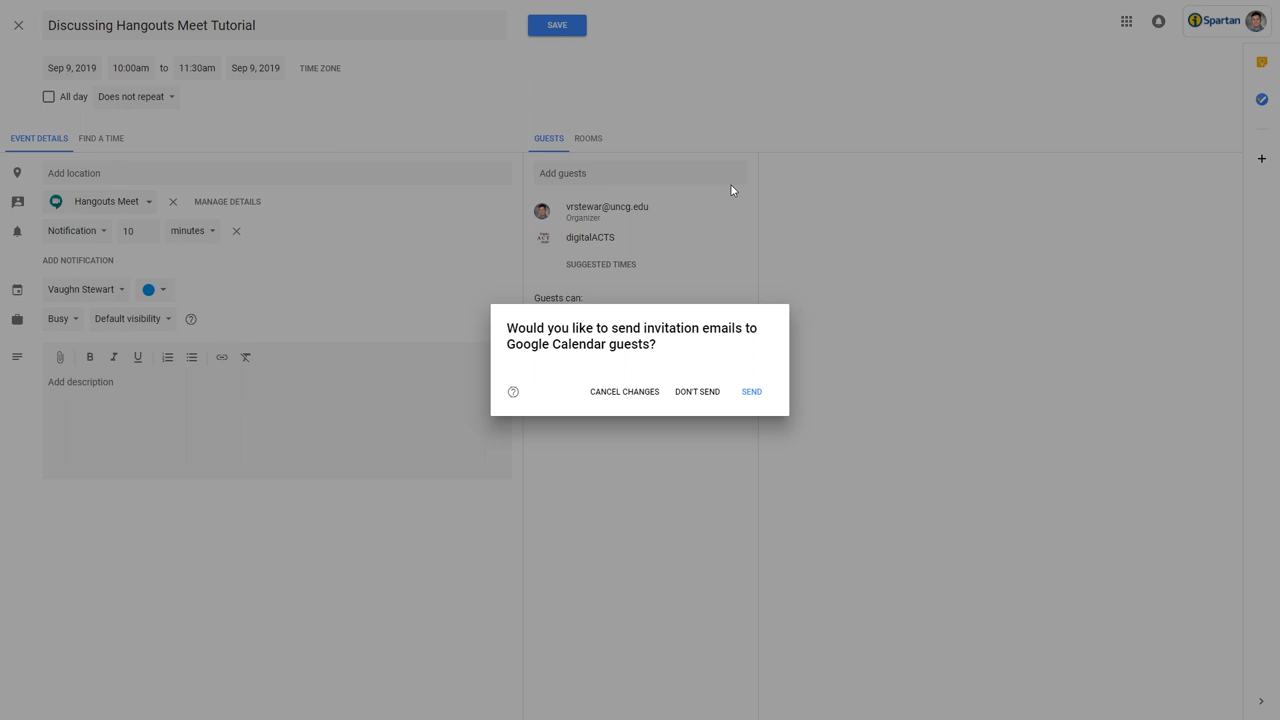 Discussing Hangouts Meet Tutorial
SAVE
Spartan
Sep 9, 2019 10:00am to 11:30am Sep 9, 2019 TIME ZONE
All day Does not repeat
EVENT DETAILS FIND A TIME
GUESTS ROOMS
Add location
Hangouts Meet MANAGE DETAILS
Notification 10 minutes
ADD NOTIFICATION
Vaughn Stewart
Busy Default visibility
B I U
Add description
Add guests
vrstewar@uncg.edu
Organizer
digitalACTS
SUGGESTED TIMES
Guests can:
Would you like to send invitation emails to
Google Calendar guests?
CANCEL CHANGES DON'T SEND SEND